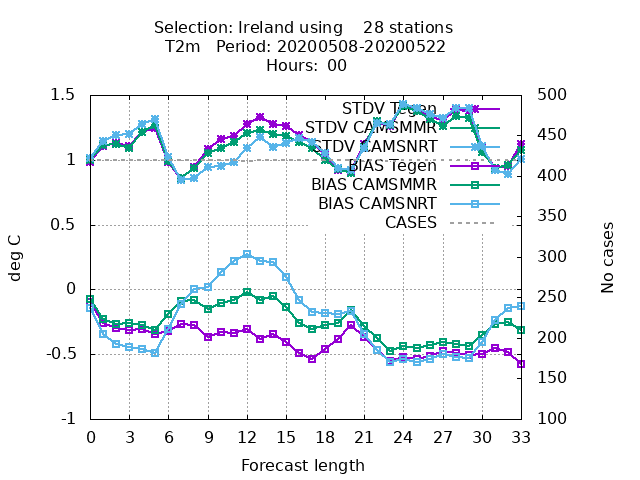 Selection: Ireland using    28 stations
T2m   Period: 20200508-20200522
Hours:  00
1.5
1
0.5
0
-0.5
-1
500
450
400
350
300
250
200
150
100
STDV Tegen
STDV CAMSMMR
STDV CAMSNRT
BIAS Tegen
BIAS CAMSMMR
BIAS CAMSNRT
CASES
deg C
No cases
0 3 6 9 12 15 18 21 24 27 30 33
Forecast length